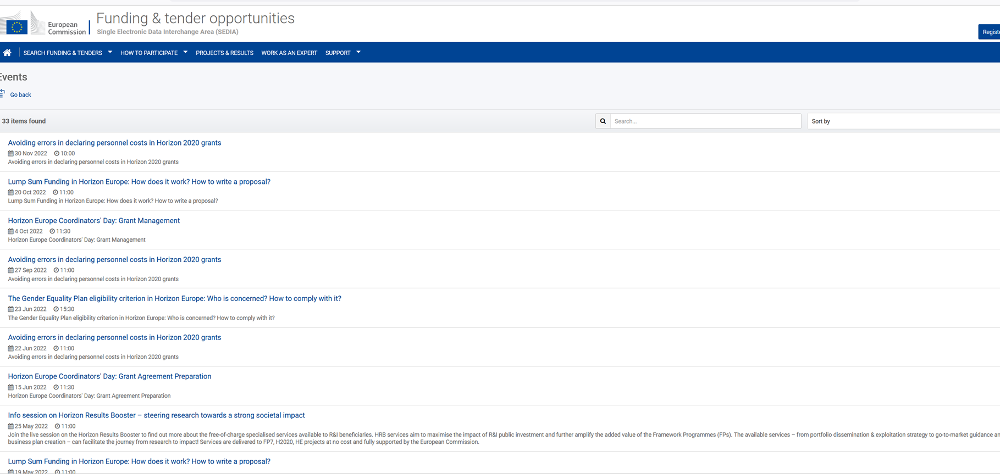 European
Commission
Funding & tender opportunities
Single Electronic Data Interchange Area (SEDIA)
Registe
SEARCH FUNDING & TENDERS HOW TO PARTICIPATE PROJECTS & RESULTS WORK AS AN EXPERT SUPPORT
Events
Go back
33 items found Search... Sort by
Avoiding errors in declaring personnel costs in Horizon 2020 grants
30 Nov 2022 10:00
Avoiding errors in declaring personnel costs in Horizon 2020 grants
Lump Sum Funding in Horizon Europe: How does it work? How to write a proposal?
20 Oct 2022 11:00
Lump Sum Funding in Horizon Europe: How does it work? How to write a proposal?
Horizon Europe Coordinators' Day: Grant Management
4 Oct 2022 11:30
Horizon Europe Coordinators' Day: Grant Management
Avoiding errors in declaring personnel costs in Horizon 2020 grants
27 Sep 2022 11:00
Avoiding errors in declaring personnel costs in Horizon 2020 grants
The Gender Equality Plan eligibility criterion in Horizon Europe: Who is concerned? How to comply with it?
23 Jun 2022 15:30
The Gender Equality Plan eligibility criterion in Horizon Europe: Who is concerned? How to comply with it?
Avoiding errors in declaring personnel costs in Horizon 2020 grants
22 Jun 2022 11:00
Avoiding errors in declaring personnel costs in Horizon 2020 grants
Horizon Europe Coordinators' Day: Grant Agreement Preparation
15 Jun 2022 11:30
Horizon Europe Coordinators' Day: Grant Agreement Preparation
Info session on Horizon Results Booster – steering research towards a strong societal impact
25 May 2022 11:00
Join the live session on the Horizon Results Booster to find out more about the free-of-charge specialised services available to R&I beneficiaries. HRB services aim to maximise the impact of R&I public investment and further amplify the added value of the Framework Programmes (FPs). The available services – from portfolio dissemination & exploitation strategy to go-to-market guidance an
business plan creation – can facilitate the journey from research to impact! Services are delivered to FP7, H2020, HE projects at no cost and fully supported by the European Commission.
Lump Sum Funding in Horizon Europe: How does it work? How to write a proposal?
19 May 2022 11:00